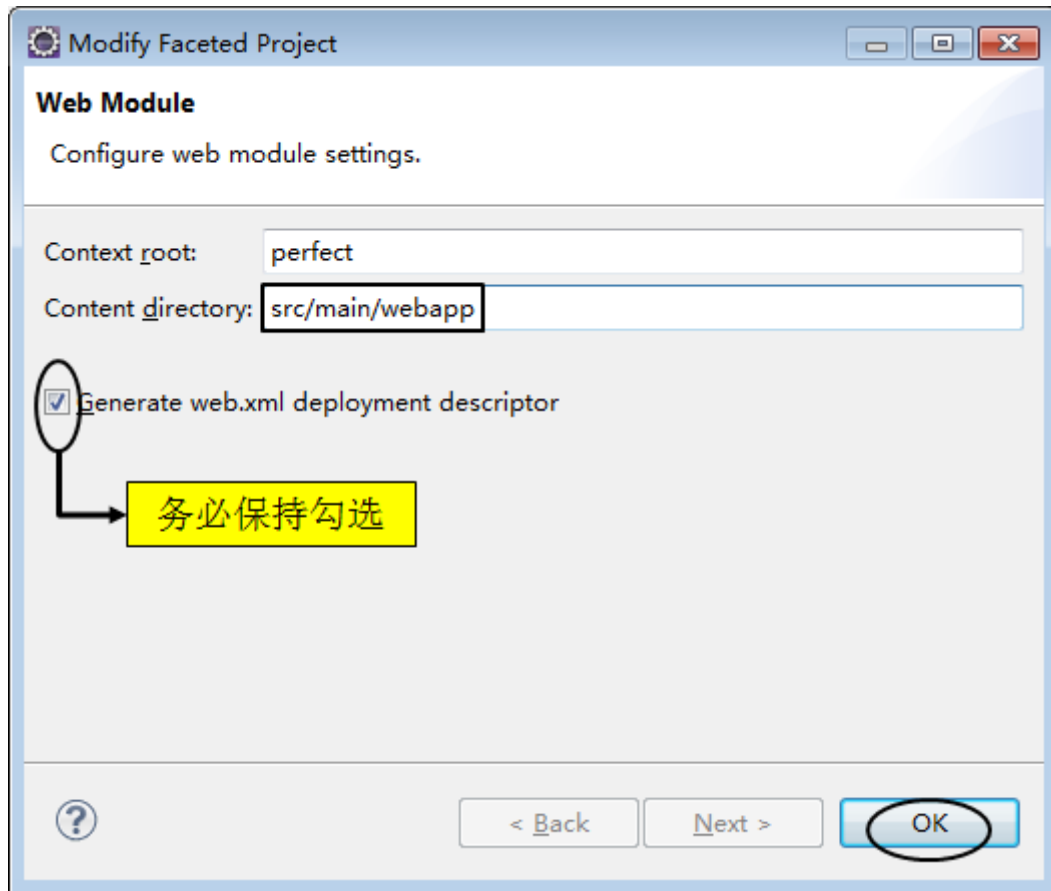 Modify Faceted Project
Web Module
Configure web module settings.
Context root: perfect
Content directory: src/main/webapp
Generate web.xml deployment descriptor
务必保持勾选
?
< Back Next > OK